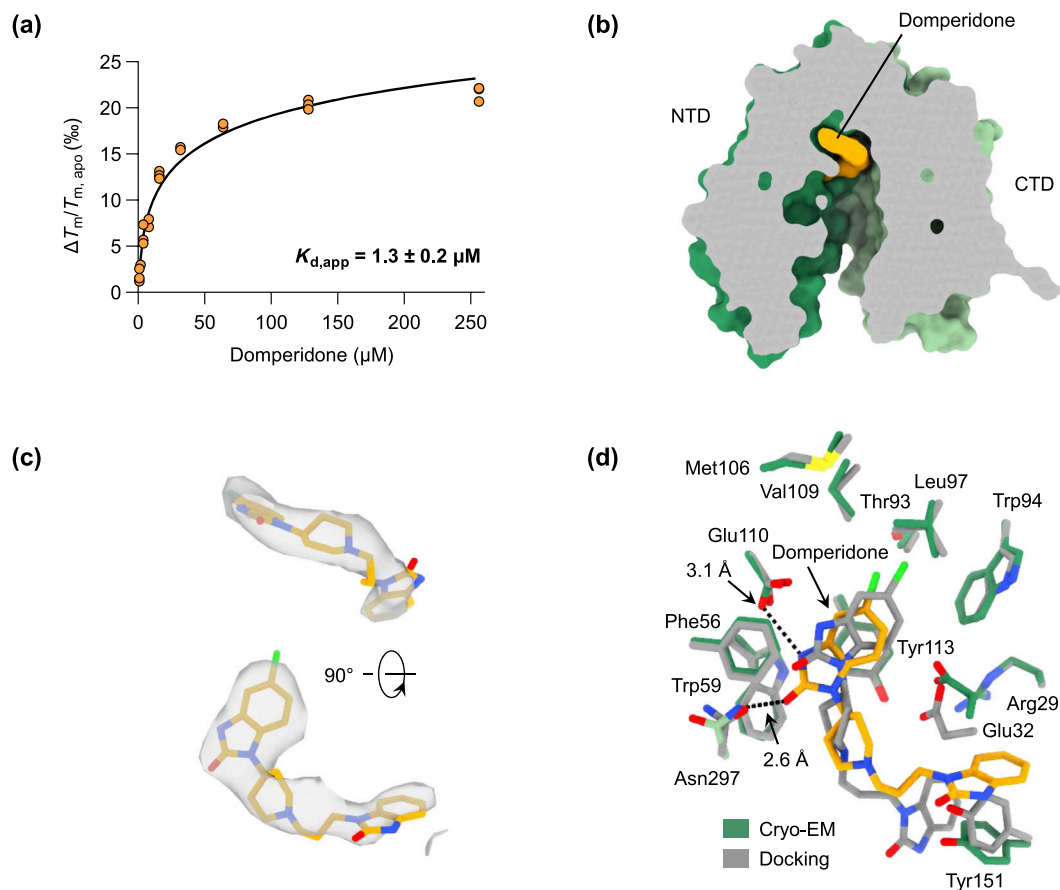 (a)
25
20
15
10
5
0
ΔTm/Tm, apo (‰)
Kd,app = 1.3 ± 0.2 µM
0 50 100 150 200 250
Domperidone (µM)
(b)
Domperidone
NTD
CTD
(c)
90°
(d)
Met106
Val109
Thr93
Leu97
Trp94
Glu110
Domperidone
3.1 Å
Phe56
Tyr113
Trp59
Arg29
Glu32
2.6 Å
Asn297
Cryo-EM
Docking
Tyr151